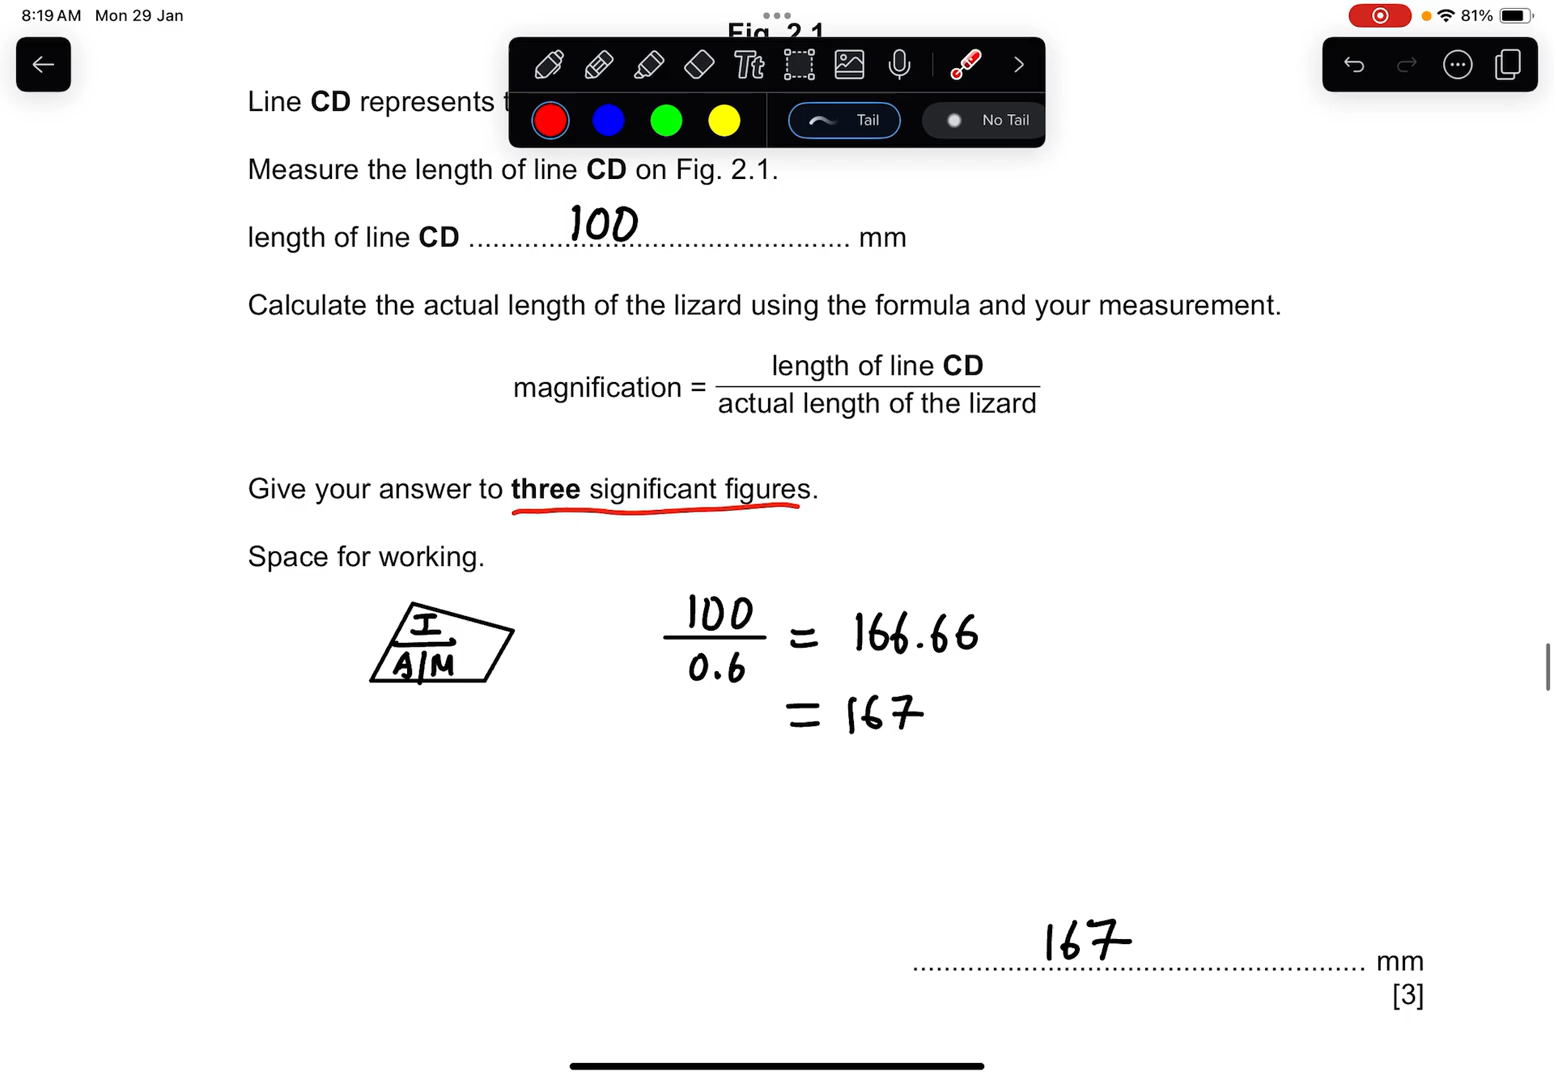 8:19 AM Mon 29 Jan
81%
Fig. 2.1
Tt
Tail
No Tail
Line CD represents
Measure the length of line CD on Fig. 2.1.
length of line CD ........ 100 ........ mm
Calculate the actual length of the lizard using the formula and your measurement.
length of line CD
magnification =
actual length of the lizard
Give your answer to three significant figures.
Space for working.
I
A|M
100
0.6
= 166.66
= 167
167 mm
[3]